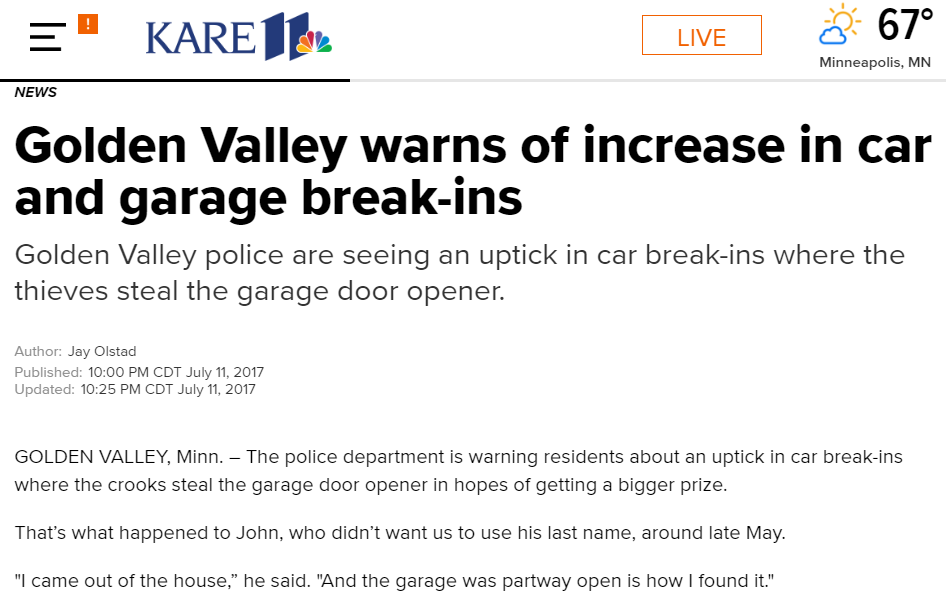 !
KARE 11
LIVE
67°
Minneapolis, MN
NEWS
Golden Valley warns of increase in car
and garage break-ins
Golden Valley police are seeing an uptick in car break-ins where the
thieves steal the garage door opener.
Author: Jay Olstad
Published: 10:00 PM CDT July 11, 2017
Updated: 10:25 PM CDT July 11, 2017
GOLDEN VALLEY, Minn. – The police department is warning residents about an uptick in car break-ins
where the crooks steal the garage door opener in hopes of getting a bigger prize.
That’s what happened to John, who didn’t want us to use his last name, around late May.
"I came out of the house,” he said. "And the garage was partway open is how I found it."